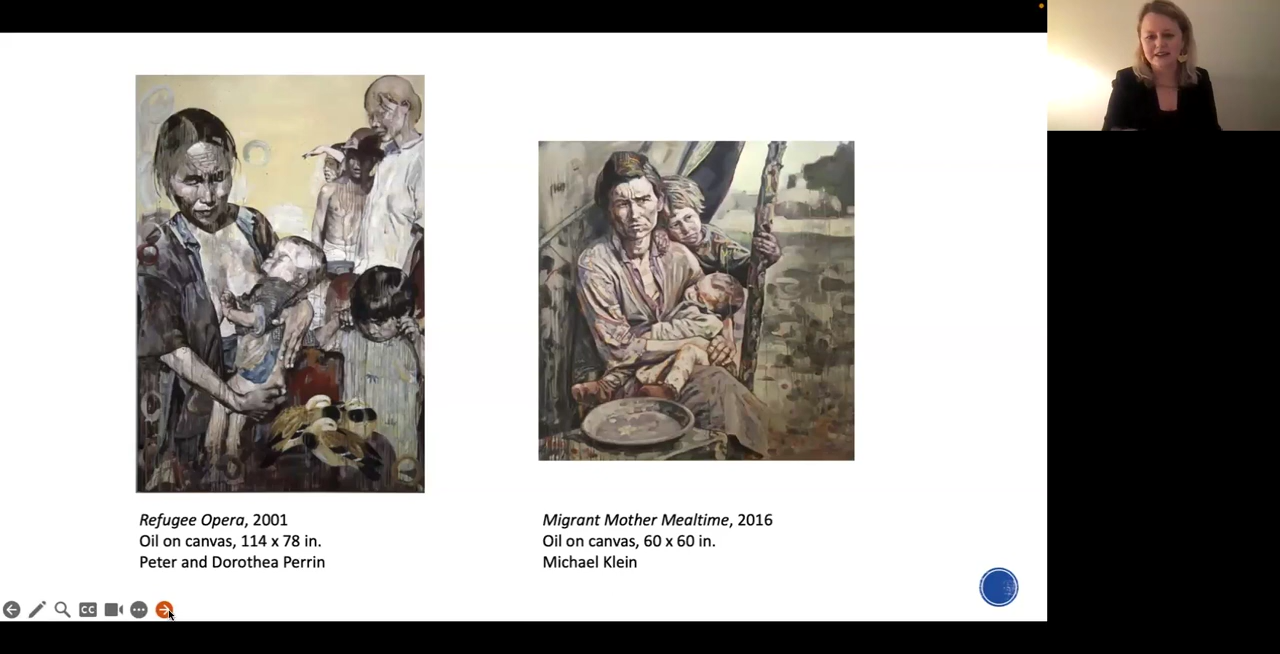 Refugee Opera, 2001
Oil on canvas, 114 x 78 in.
Peter and Dorothea Perrin
Migrant Mother Mealtime, 2016
Oil on canvas, 60 x 60 in.
Michael Klein
CC